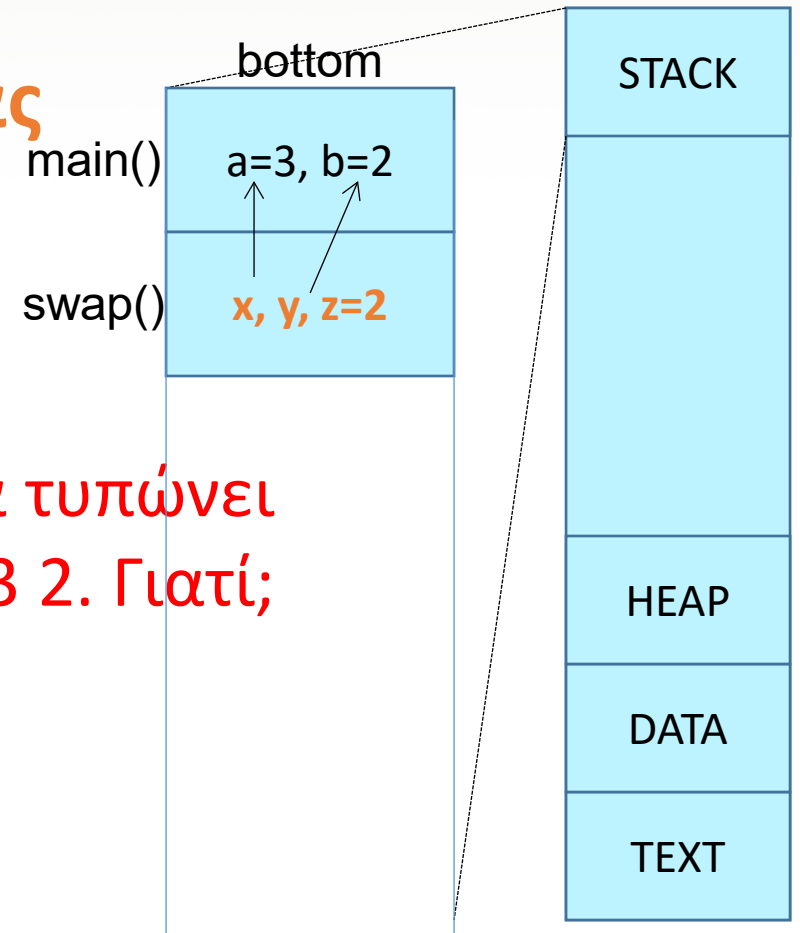 bottom
main()
a=3, b=2
swap()
x, y, z=2
τυπώνει
3 2. Γιατί;
STACK
HEAP
DATA
TEXT